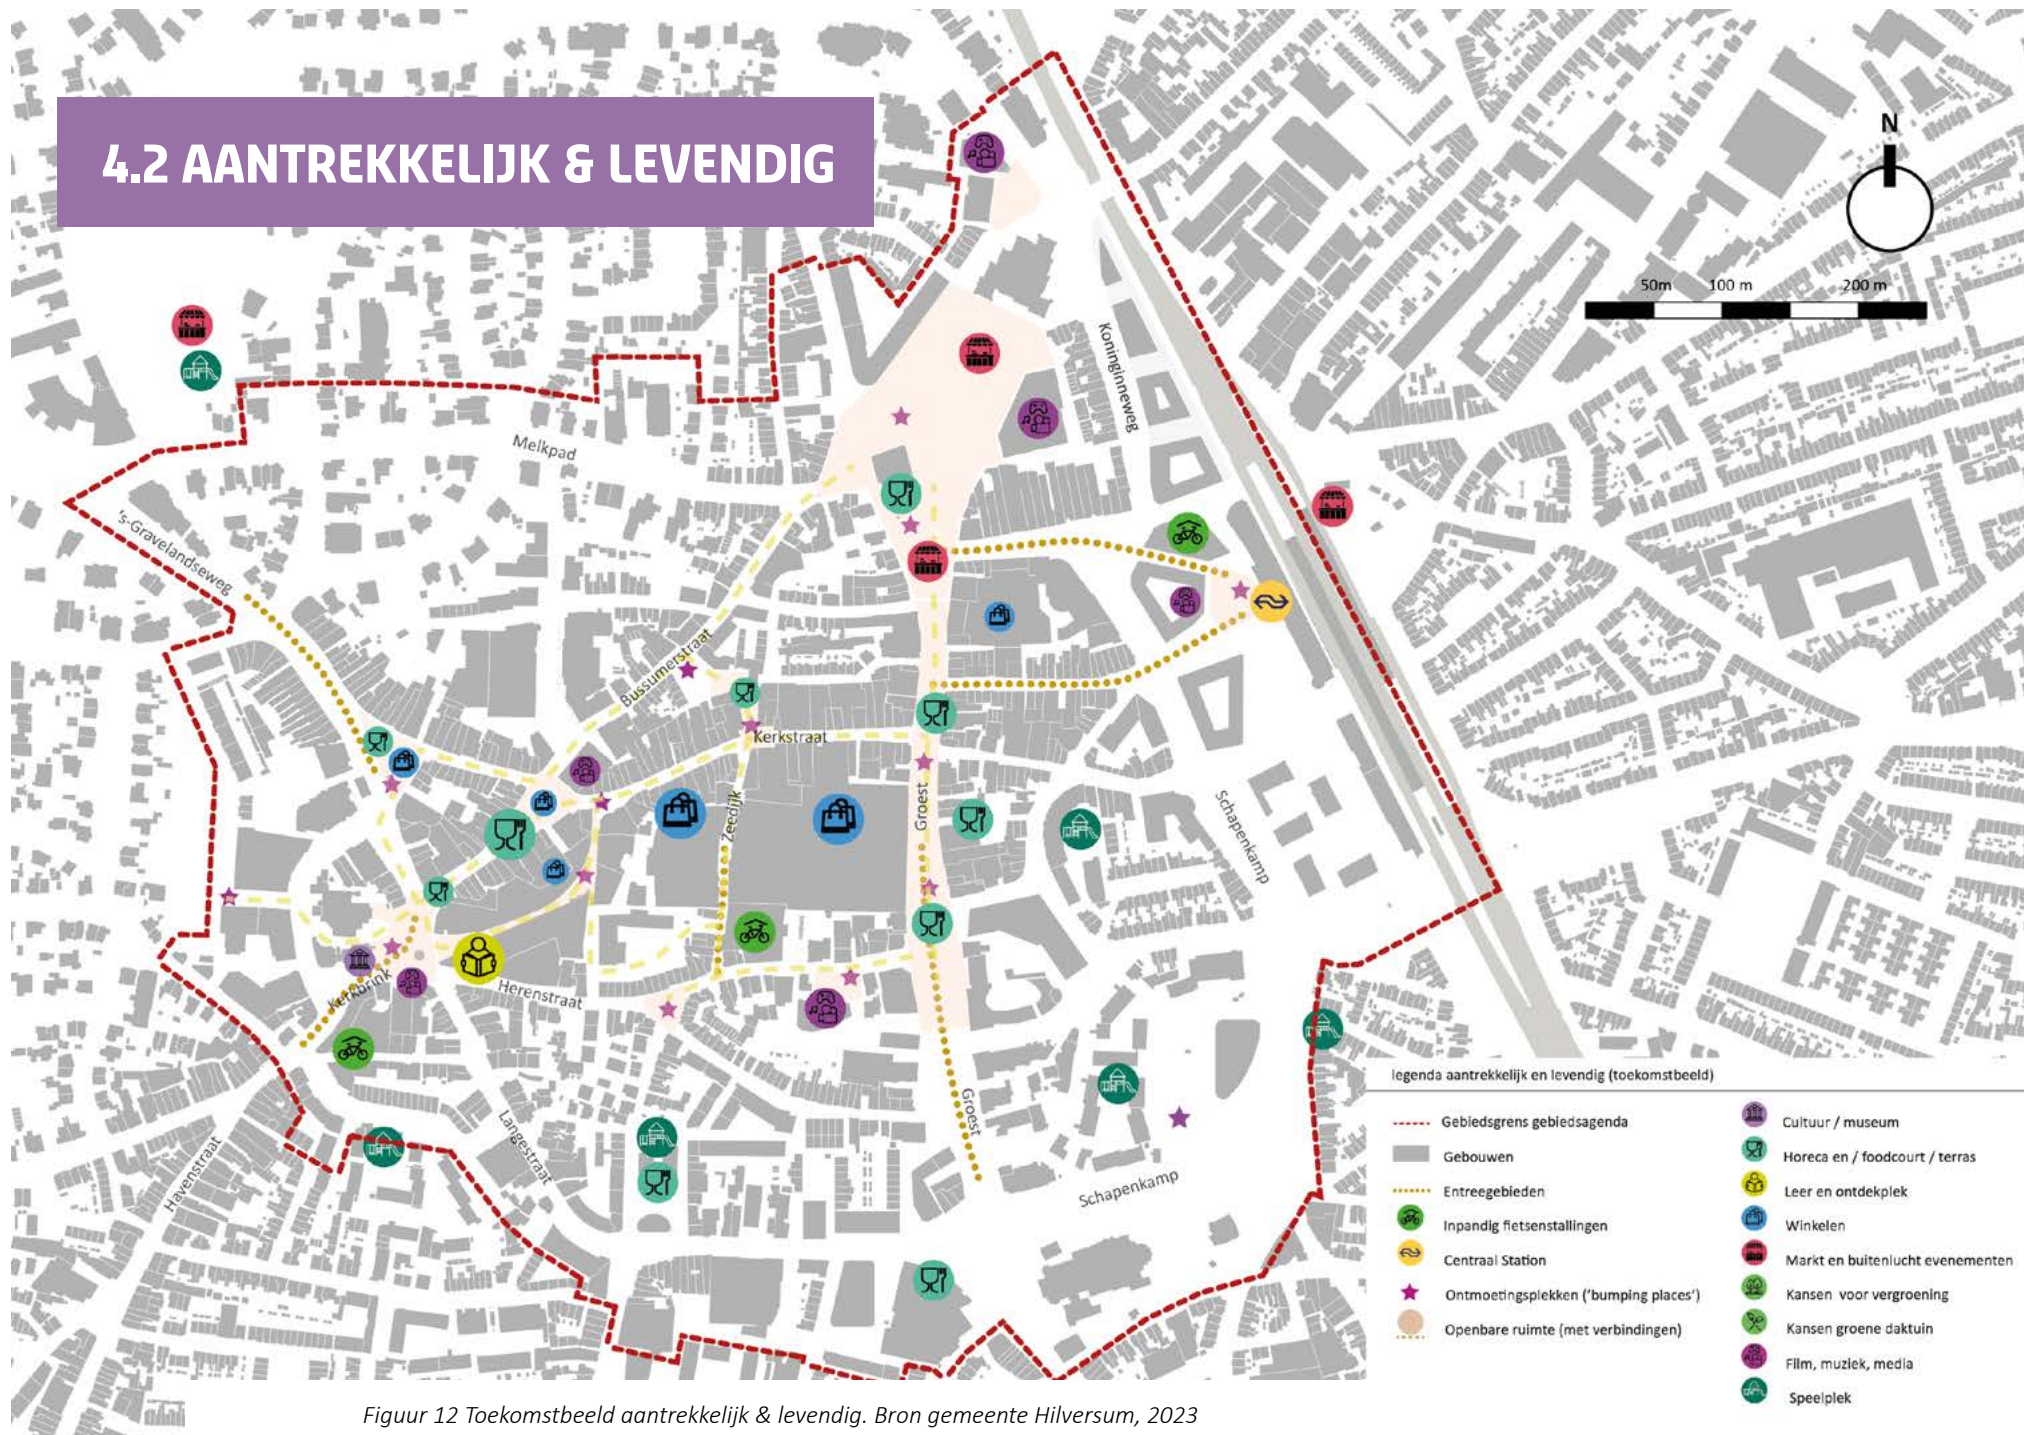 4.2 AANTREKKELIJK & LEVENDIG
N
50m 100 m 200 m
Koninginneweg
Melkpad
's-Gravelandseweg
Bussumerstraat
Kerkstraat
Zeedijk
Groest
Schapenkamp
Kerkbrink
Herenstraat
Langestraat
Havenstraat
Groest
Schapenkamp
legenda aantrekkelijk en levendig (toekomstbeeld)
Gebiedsgrens gebiedsagenda
Gebouwen
Entreegebieden
Inpandig fietsenstallingen
Centraal Station
Ontmoetingsplekken ('bumping places')
Openbare ruimte (met verbindingen)
Cultuur / museum
Horeca en / foodcourt / terras
Leer en ontdekplek
Winkelen
Markt en buitenlucht evenementen
Kansen voor vergroening
Kansen groene daktuin
Film, muziek, media
Speelplek
Figuur 12 Toekomstbeeld aantrekkelijk & levendig. Bron gemeente Hilversum, 2023